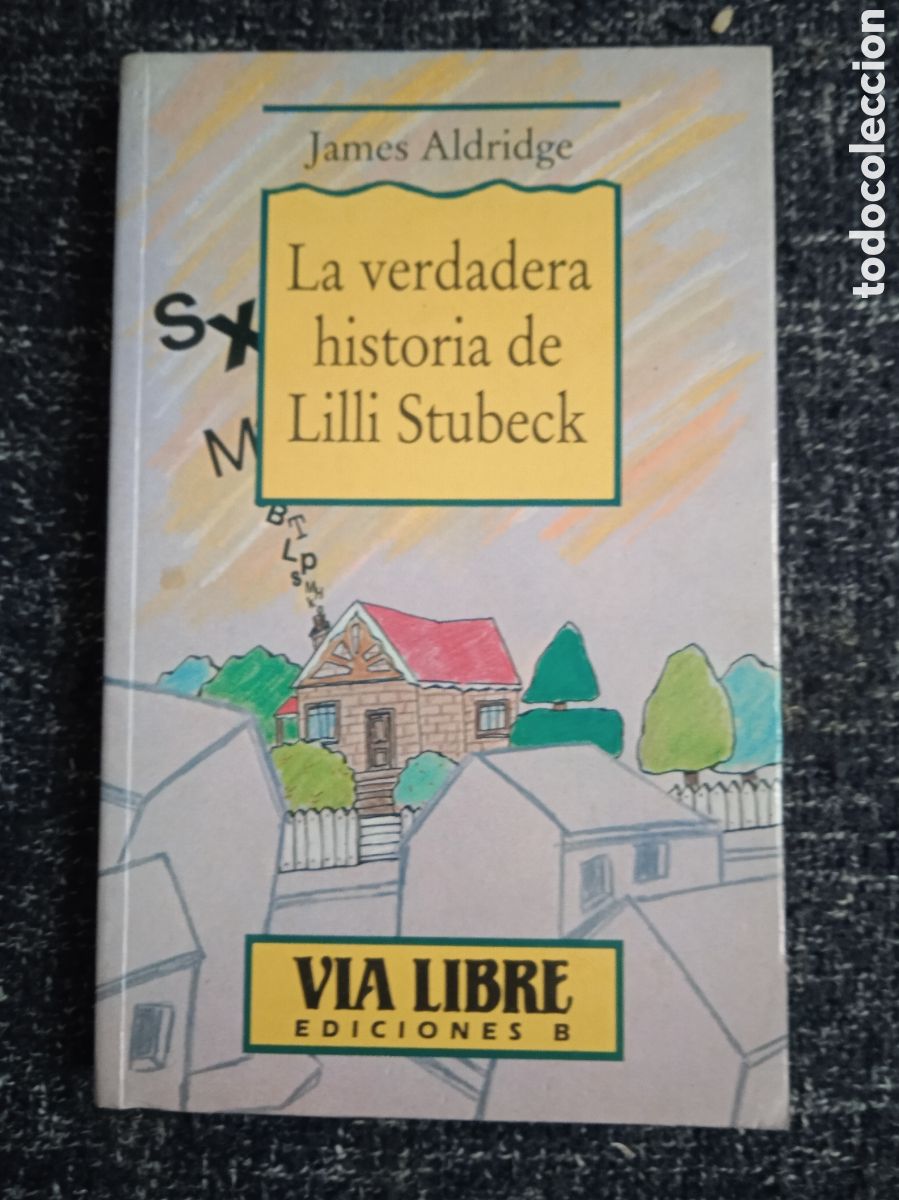 James Aldridge
La verdadera
historia de
Lilli Stubeck
S X
M
B T
L P
S
M H
K
VIA LIBRE
EDICIONES B
todocoleccion